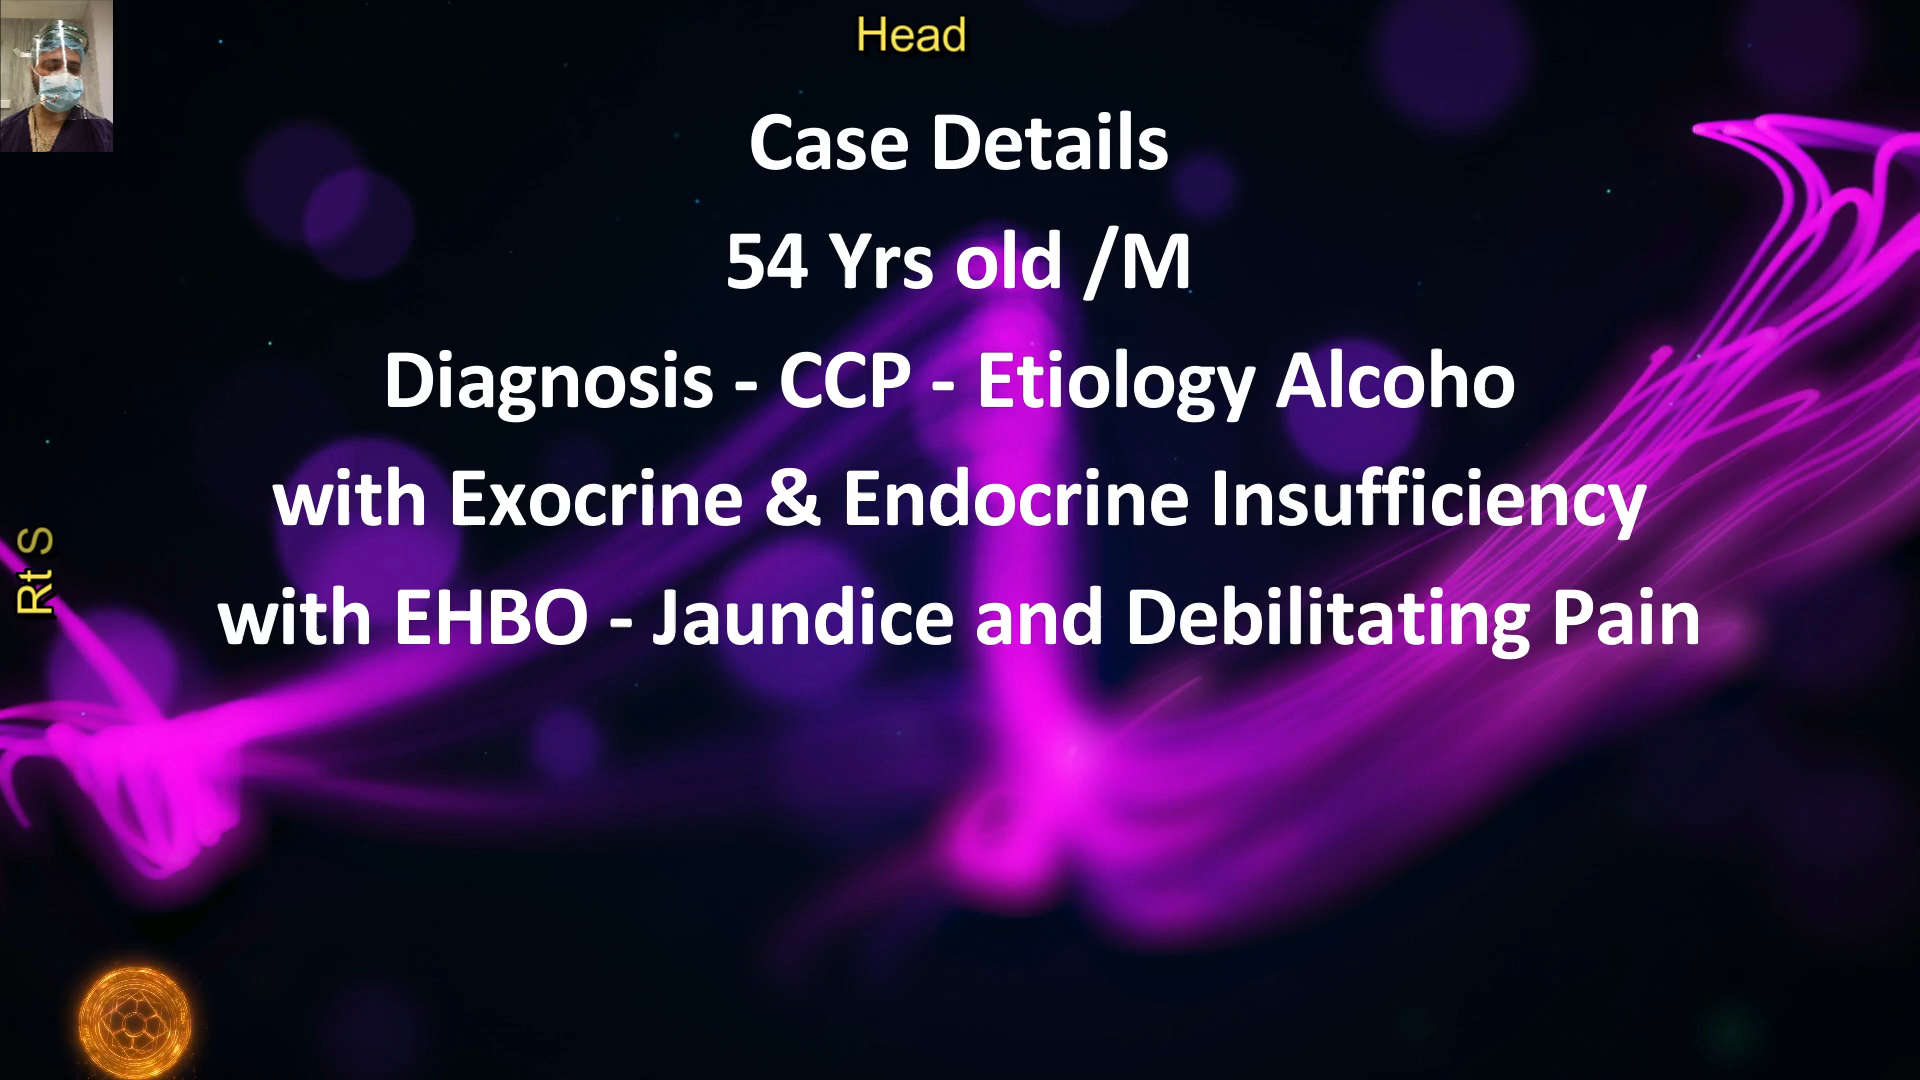 Head
Case Details
54 Yrs old /M
Diagnosis - CCP - Etiology Alcoho
with Exocrine & Endocrine Insufficiency
Rt S
with EHBO - Jaundice and Debilitating Pain